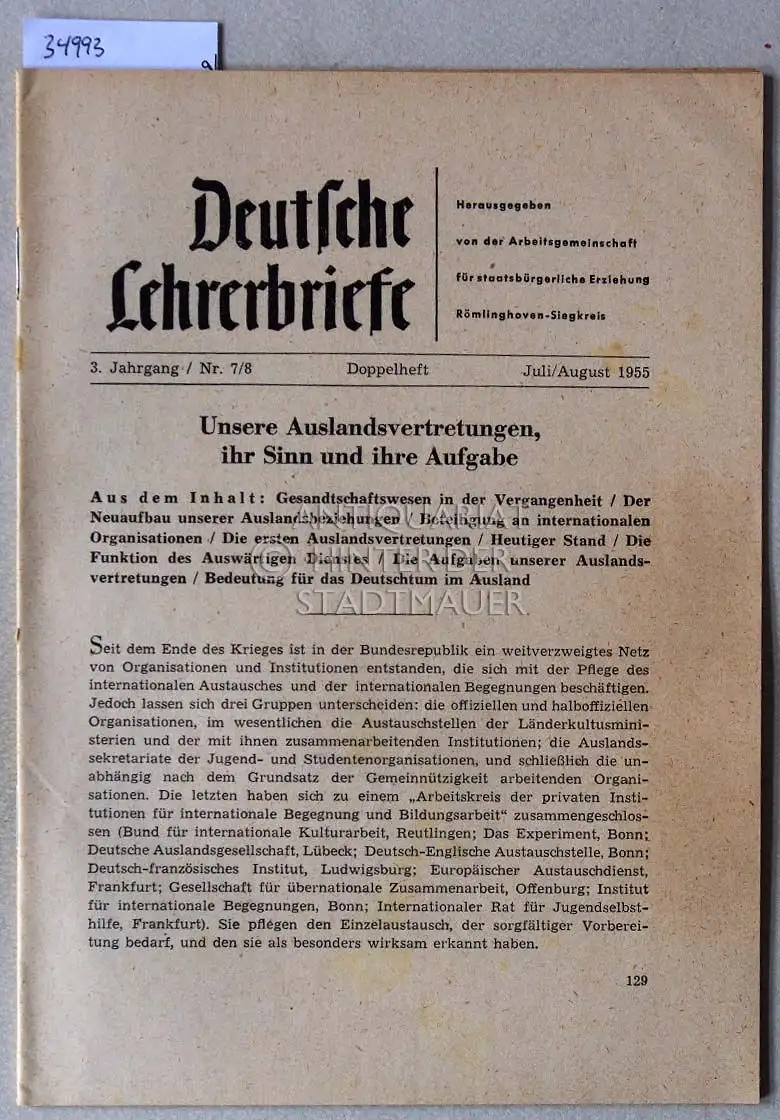 34993
Deutsche
Lehrerbriefe
Herausgegeben
von der Arbeitsgemeinschaft
für staatsbürgerliche Erziehung
Römlinghoven-Siegkreis
3. Jahrgang / Nr. 7/8 Doppelheft Juli/August 1955
Unsere Auslandsvertretungen,
ihr Sinn und ihre Aufgabe
Aus dem Inhalt: Gesandtschaftswesen in der Vergangenheit / Der
Neuaufbau unserer Auslandsbeziehungen / Beteiligung an internationalen
Organisationen / Die ersten Auslandsvertretungen / Heutiger Stand / Die
Funktion des Auswärtigen Dienstes / Die Aufgaben unserer Auslands-
vertretungen / Bedeutung für das Deutschtum im Ausland
ANTIQUARIAT
© HINTER DER
STADTMAUER
Seit dem Ende des Krieges ist in der Bundesrepublik ein weitverzweigtes Netz
von Organisationen und Institutionen entstanden, die sich mit der Pflege des
internationalen Austausches und der internationalen Begegnungen beschäftigen.
Jedoch lassen sich drei Gruppen unterscheiden: die offiziellen und halboffiziellen
Organisationen, im wesentlichen die Austauschstellen der Länderkultusmini-
sterien und der mit ihnen zusammenarbeitenden Institutionen; die Auslands-
sekretariate der Jugend- und Studentenorganisationen, und schließlich die un-
abhängig nach dem Grundsatz der Gemeinnützigkeit arbeitenden Organi-
sationen. Die letzten haben sich zu einem „Arbeitskreis der privaten Insti-
tutionen für internationale Begegnung und Bildungsarbeit“ zusammengeschlos-
sen (Bund für internationale Kulturarbeit, Reutlingen; Das Experiment, Bonn;
Deutsche Auslandsgesellschaft, Lübeck; Deutsch-Englische Austauschstelle, Bonn;
Deutsch-französisches Institut, Ludwigsburg; Europäischer Austauschdienst,
Frankfurt; Gesellschaft für übernationale Zusammenarbeit, Offenburg; Institut
für internationale Begegnungen, Bonn; Internationaler Rat für Jugendselbst-
hilfe, Frankfurt). Sie pflegen den Einzelaustausch, der sorgfältiger Vorberei-
tung bedarf, und den sie als besonders wirksam erkannt haben.
129